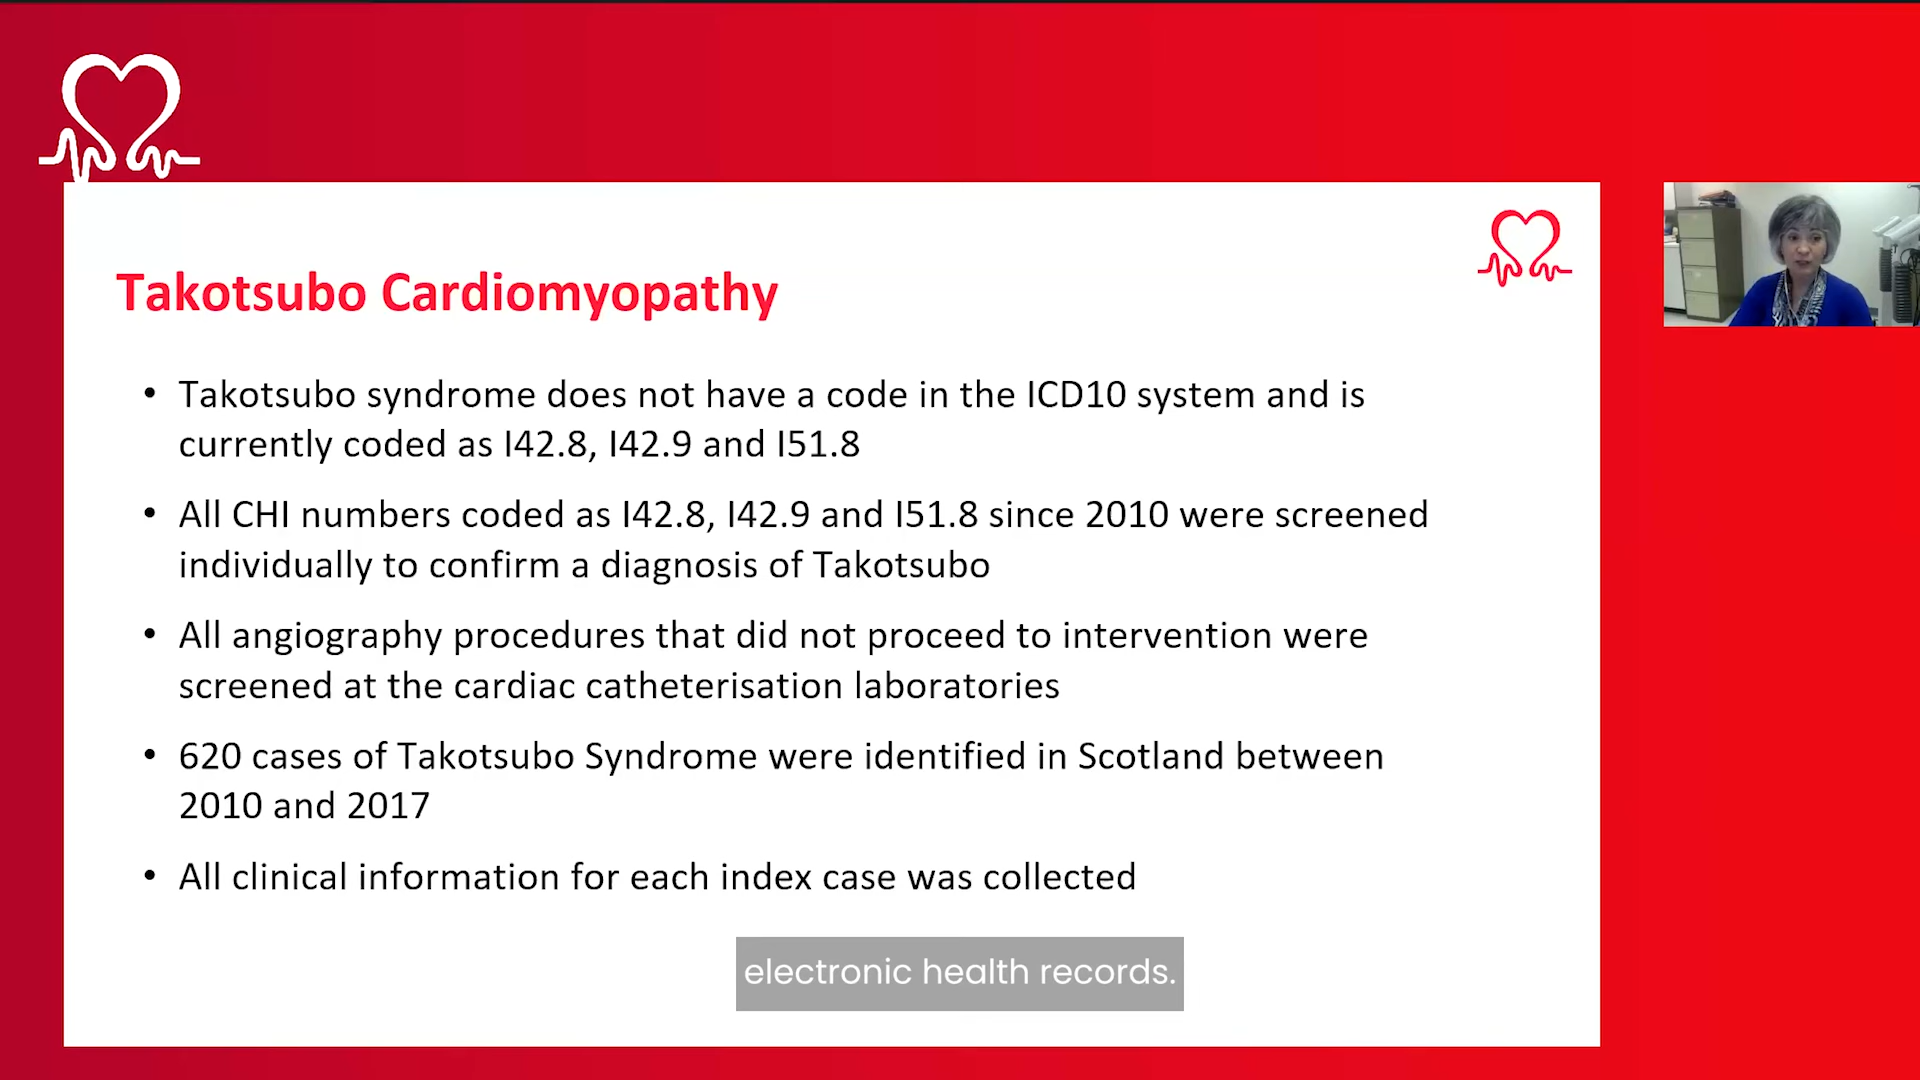 Takotsubo Cardiomyopathy
• Takotsubo syndrome does not have a code in the ICD10 system and is
currently coded as I42.8, I42.9 and I51.8
• All CHI numbers coded as I42.8, I42.9 and I51.8 since 2010 were screened
individually to confirm a diagnosis of Takotsubo
• All angiography procedures that did not proceed to intervention were
screened at the cardiac catheterisation laboratories
• 620 cases of Takotsubo Syndrome were identified in Scotland between
2010 and 2017
• All clinical information for each index case was collected
electronic health records.